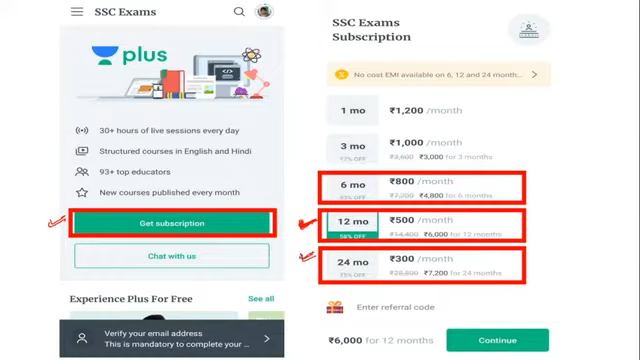 SSC Exams
plus
30+ hours of live sessions every day
Structured courses in English and Hindi
93+ top educators
New courses published every month
Get subscription
Chat with us
Experience Plus For Free
See all
Verify your email address
This is mandatory to complete your ...
SSC Exams
Subscription
No cost EMI available on 6, 12 and 24 month...
1 mo
₹1,200 /month
3 mo
₹1,000 /month
17% OFF
₹3,600 ₹3,000 for 3 months
6 mo
₹800 /month
33% OFF
₹7,200 ₹4,800 for 6 months
12 mo
₹500 /month
58% OFF
₹14,400 ₹6,000 for 12 months
24 mo
₹300 /month
75% OFF
₹28,800 ₹7,200 for 24 months
Enter referral code
₹6,000 for 12 months
Continue